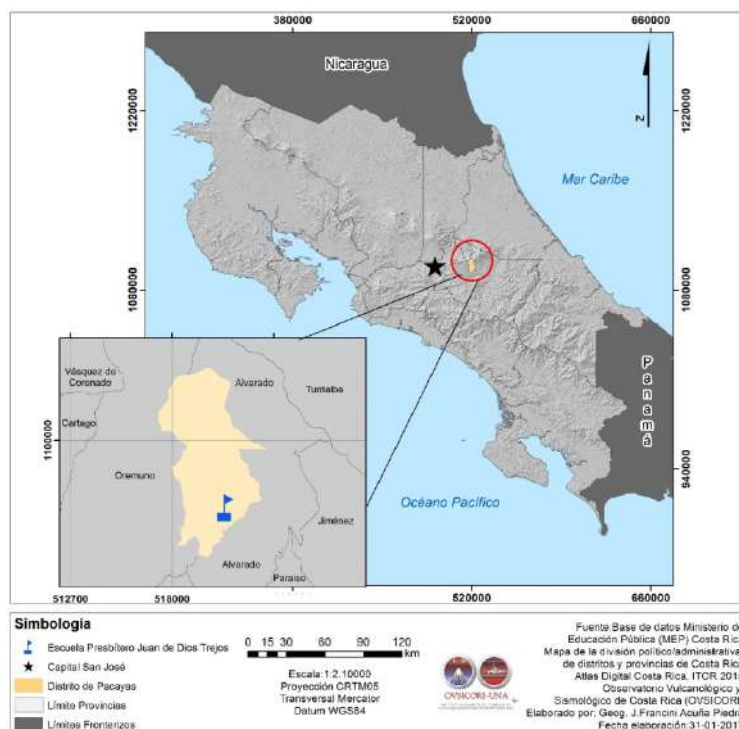 380000 520000 660000
Nicaragua
1220000
1220000
N
Mar Caribe
1080000
1080000
Panamá
Vásquez de
Coronado
Alvarado
Turrialba
Cartago
1100000
Oremuno
Jiménez
Alvarado
Paraíso
512700 518000
940000
Océano Pacífico
520000 660000
Simbología
Escuela Presbítero Juan de Dios Trejos
Capital San José
Distrito de Pacayas
Límite Provincias
Límites Fronterizos
0 15 30 60 90 120
km
Escala:1:2.10000
Proyección CRTM05
Transversal Mercator
Datum WGS84
OVSICORI-UNA
Fuente:Base de datos Ministerio de
Educación Pública (MEP) Costa Rica
Mapa de la división político/administrativa
de distritos y provincias de Costa Rica
Atlas Digital Costa Rica, ITCR 2015
Observatorio Vulcanológico y
Sismológico de Costa Rica (OVSICORI)
Elaborado por: Geog. J.Francini Acuña Piedra
Fecha elaboración:31-01-2017